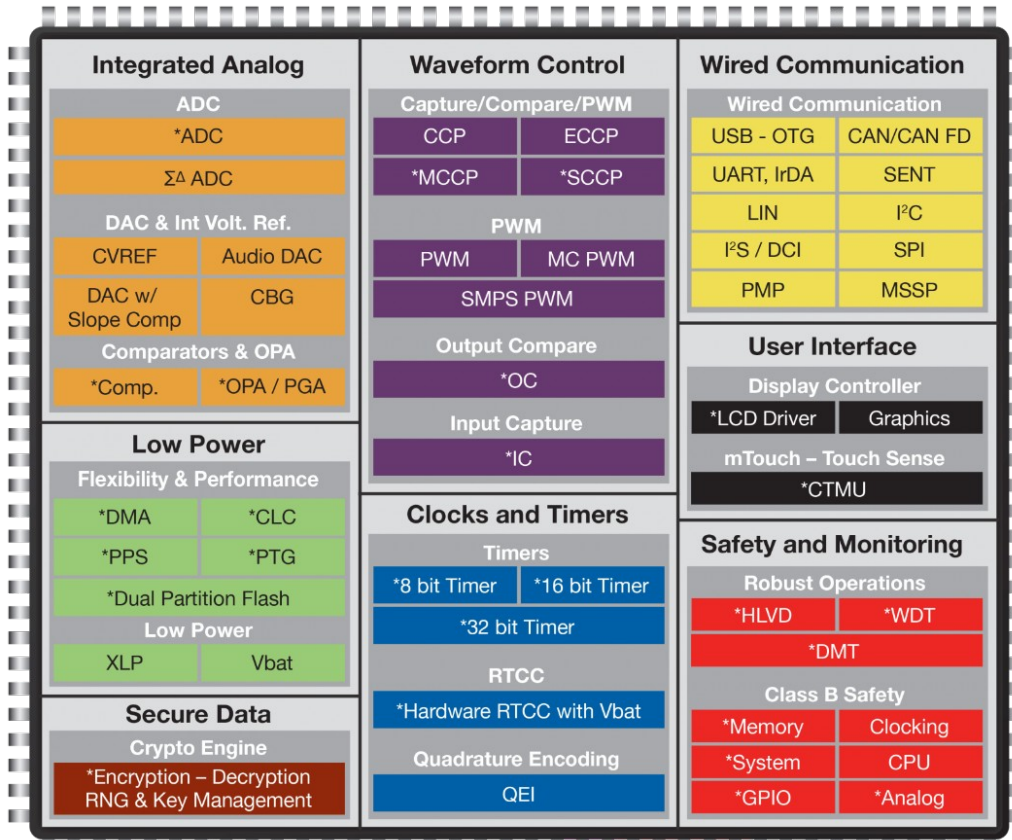 Integrated Analog
ADC
*ADC
Σ∆ ADC
DAC & Int Volt. Ref.
CVREF
Audio DAC
DAC w/
Slope Comp
CBG
Comparators & OPA
*Comp.
*OPA / PGA
Low Power
Flexibility & Performance
*DMA
*CLC
*PPS
*PTG
*Dual Partition Flash
Low Power
XLP
Vbat
Secure Data
Crypto Engine
*Encryption – Decryption
RNG & Key Management
Waveform Control
Capture/Compare/PWM
CCP
ECCP
*MCCP
*SCCP
PWM
PWM
MC PWM
SMPS PWM
Output Compare
*OC
Input Capture
*IC
Clocks and Timers
Timers
*8 bit Timer
*16 bit Timer
*32 bit Timer
RTCC
*Hardware RTCC with Vbat
Quadrature Encoding
QEI
Wired Communication
Wired Communication
USB - OTG
CAN/CAN FD
UART, IrDA
SENT
LIN
I²C
I²S / DCI
SPI
PMP
MSSP
User Interface
Display Controller
*LCD Driver
Graphics
mTouch – Touch Sense
*CTMU
Safety and Monitoring
Robust Operations
*HLVD
*WDT
*DMT
Class B Safety
*Memory
Clocking
*System
CPU
*GPIO
*Analog